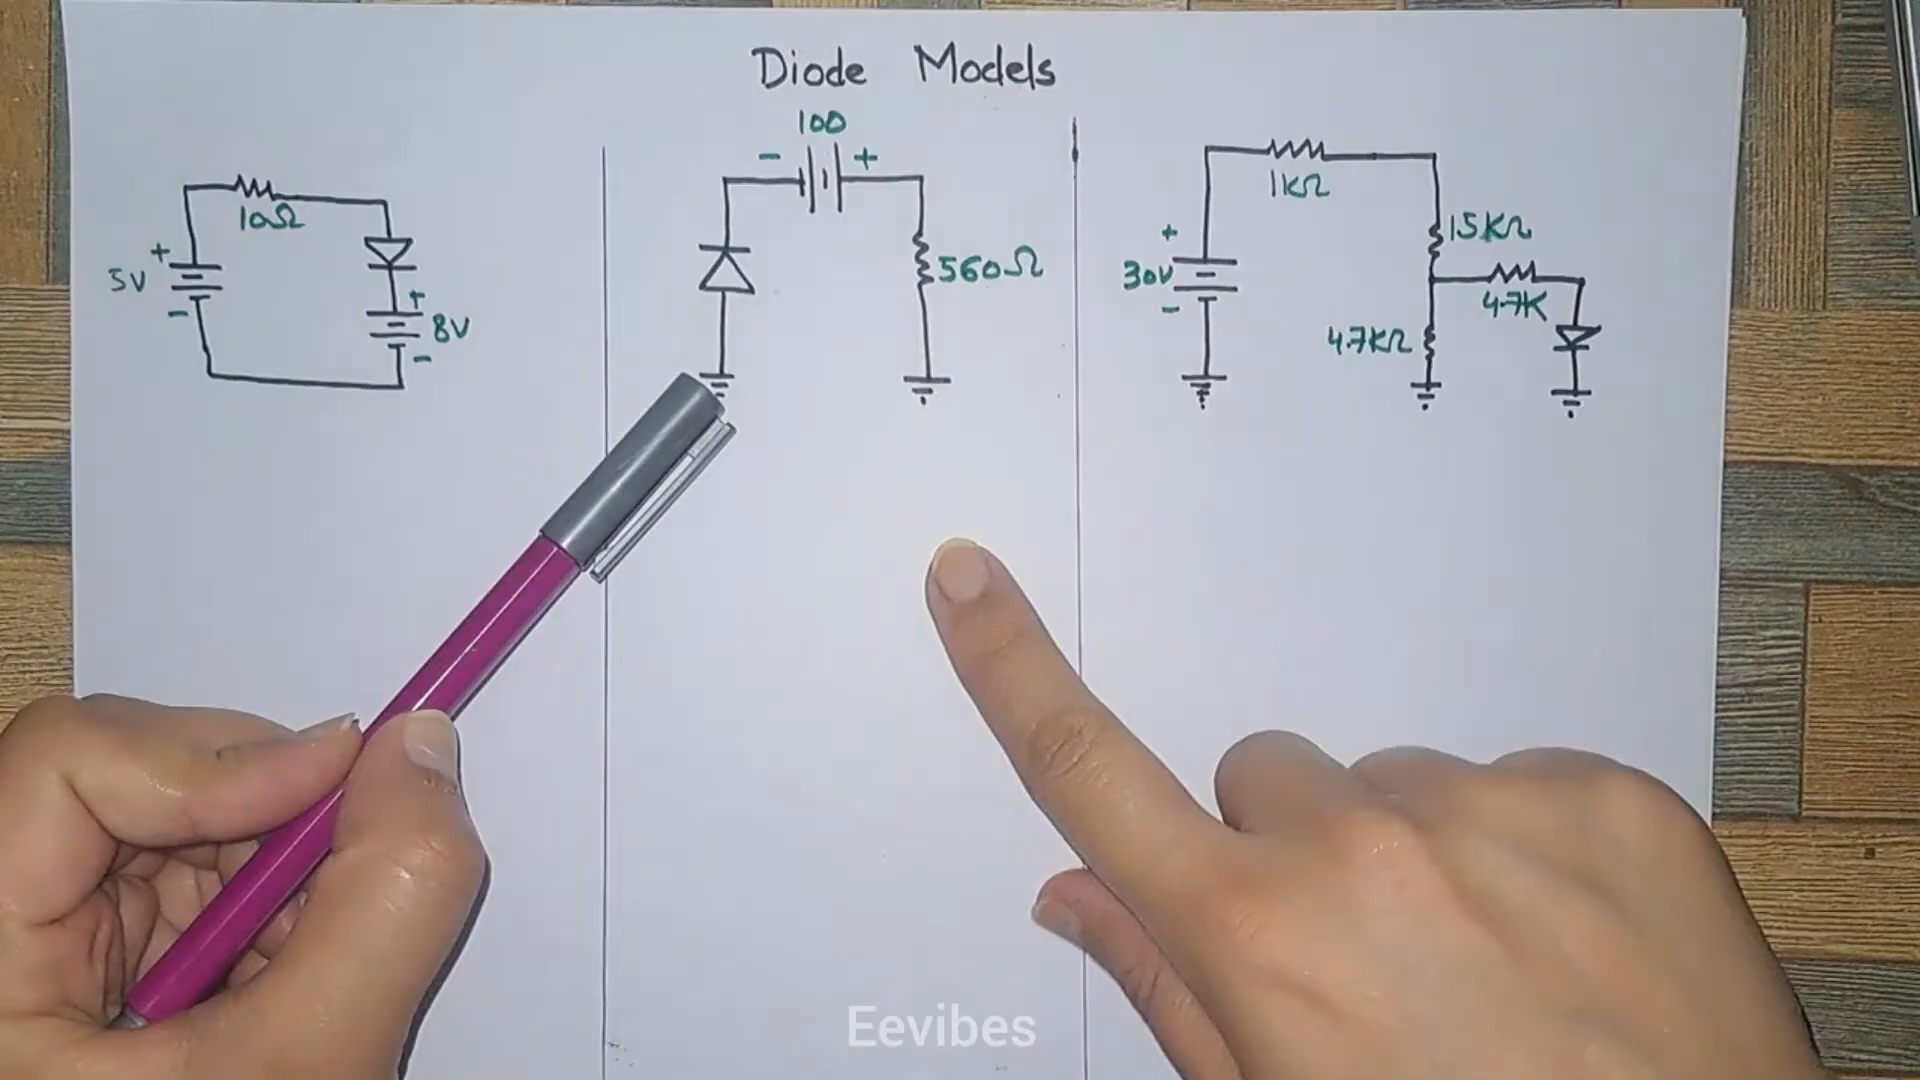 Diode Models
10Ω
5V
+
-
+
8V
-
100
- +
560Ω
1KΩ
+
30V
-
15KΩ
4.7K
4.7KΩ
Eevibes